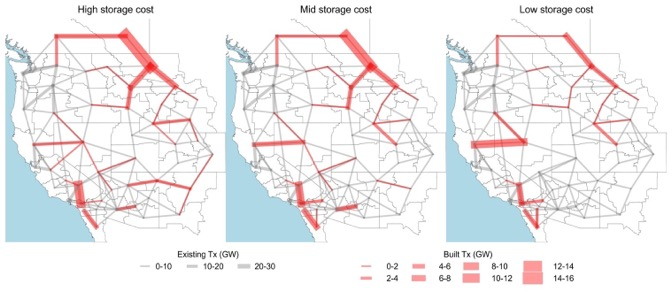 High storage cost
Mid storage cost
Low storage cost
Existing Tx (GW)
0-10 10-20 20-30
Built Tx (GW)
0-2 4-6 8-10 12-14
2-4 6-8 10-12 14-16